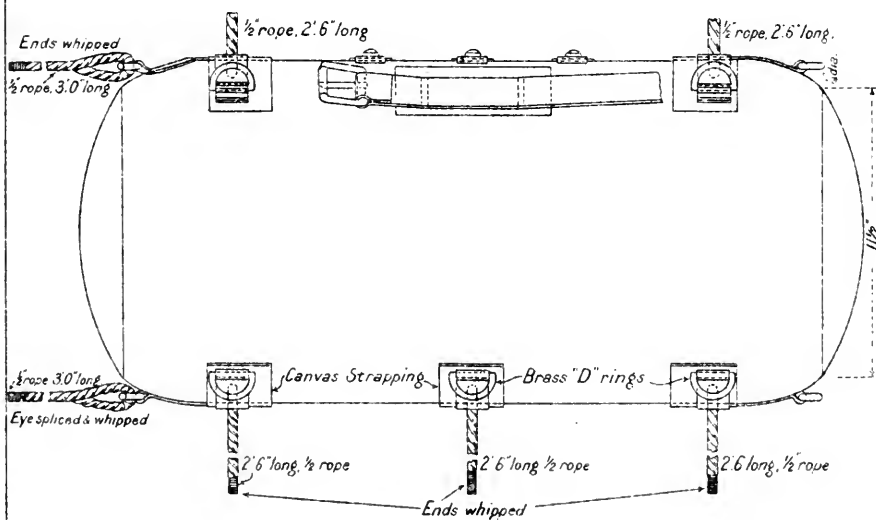 ½" rope, 2'6" long
½" rope, 2'6" long.
Ends whipped
½" rope, 3'0" long
dia.
11½"
½" rope 3'0" long
Eye spliced & whipped
Canvas Strapping
Brass "D" rings
2'6" long, ½" rope
2'6" long ½" rope
2'6 long, ½" rope
Ends whipped